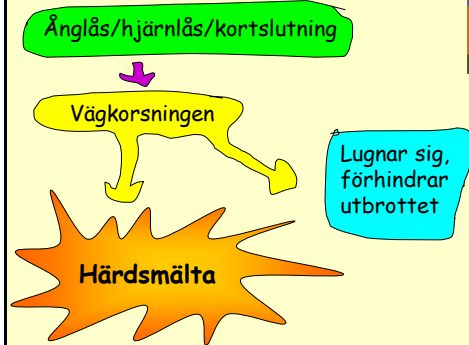 Ånglås/hjärnlås/kortslutning
Vägkorsningen
Lugnar sig,
förhindrar
utbrottet
Härdsmälta